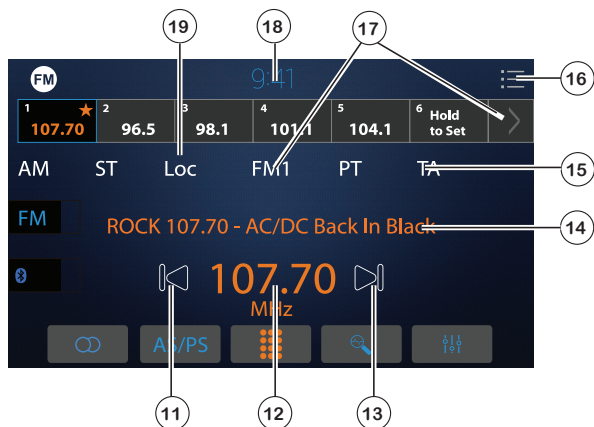 19 18 17
FM 9:41 16
1 107.70 2 96.5 3 98.1 4 101.1 5 104.1 6 Hold to Set
AM ST Loc FM1 PT TA 15
FM ROCK 107.70 - AC/DC Back In Black 14
107.70
MHz
AS/PS
11 12 13